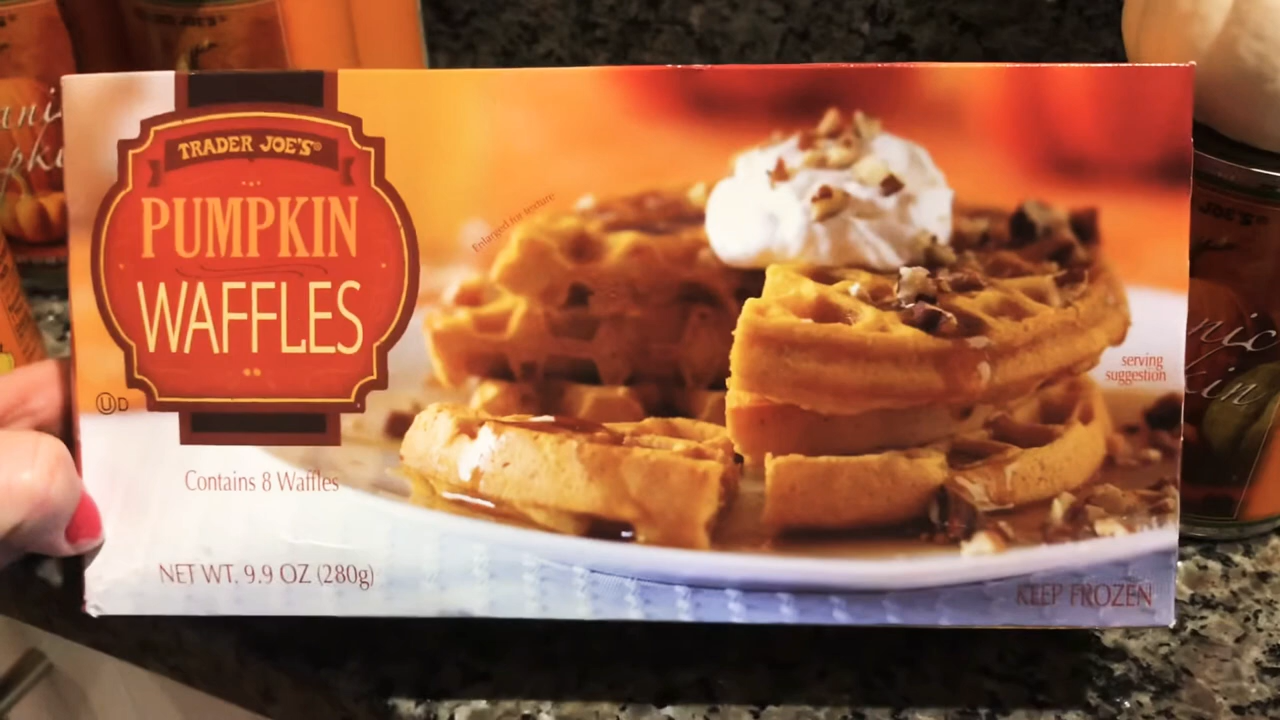 TRADER JOE'S®
PUMPKIN
WAFFLES
Enlarged for texture
serving
suggestion
UD
Contains 8 Waffles
NET WT. 9.9 OZ (280g)
KEEP FROZEN